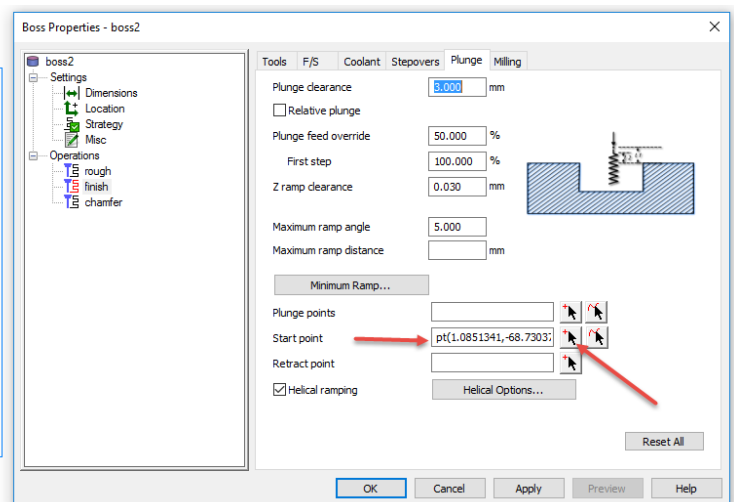 Boss Properties - boss2
boss2
Settings
Dimensions
Location
Strategy
Misc
Operations
rough
finish
chamfer
Tools F/S Coolant Stepovers Plunge Milling
Plunge clearance 3.000 mm
Relative plunge
Plunge feed override 50.000 %
First step 100.000 %
Z ramp clearance 0.030 mm
Maximum ramp angle 5.000
Maximum ramp distance mm
Minimum Ramp...
Plunge points
Start point pt(1.0851341,-68.73037
Retract point
Helical ramping Helical Options...
Reset All
OK Cancel Apply Preview Help